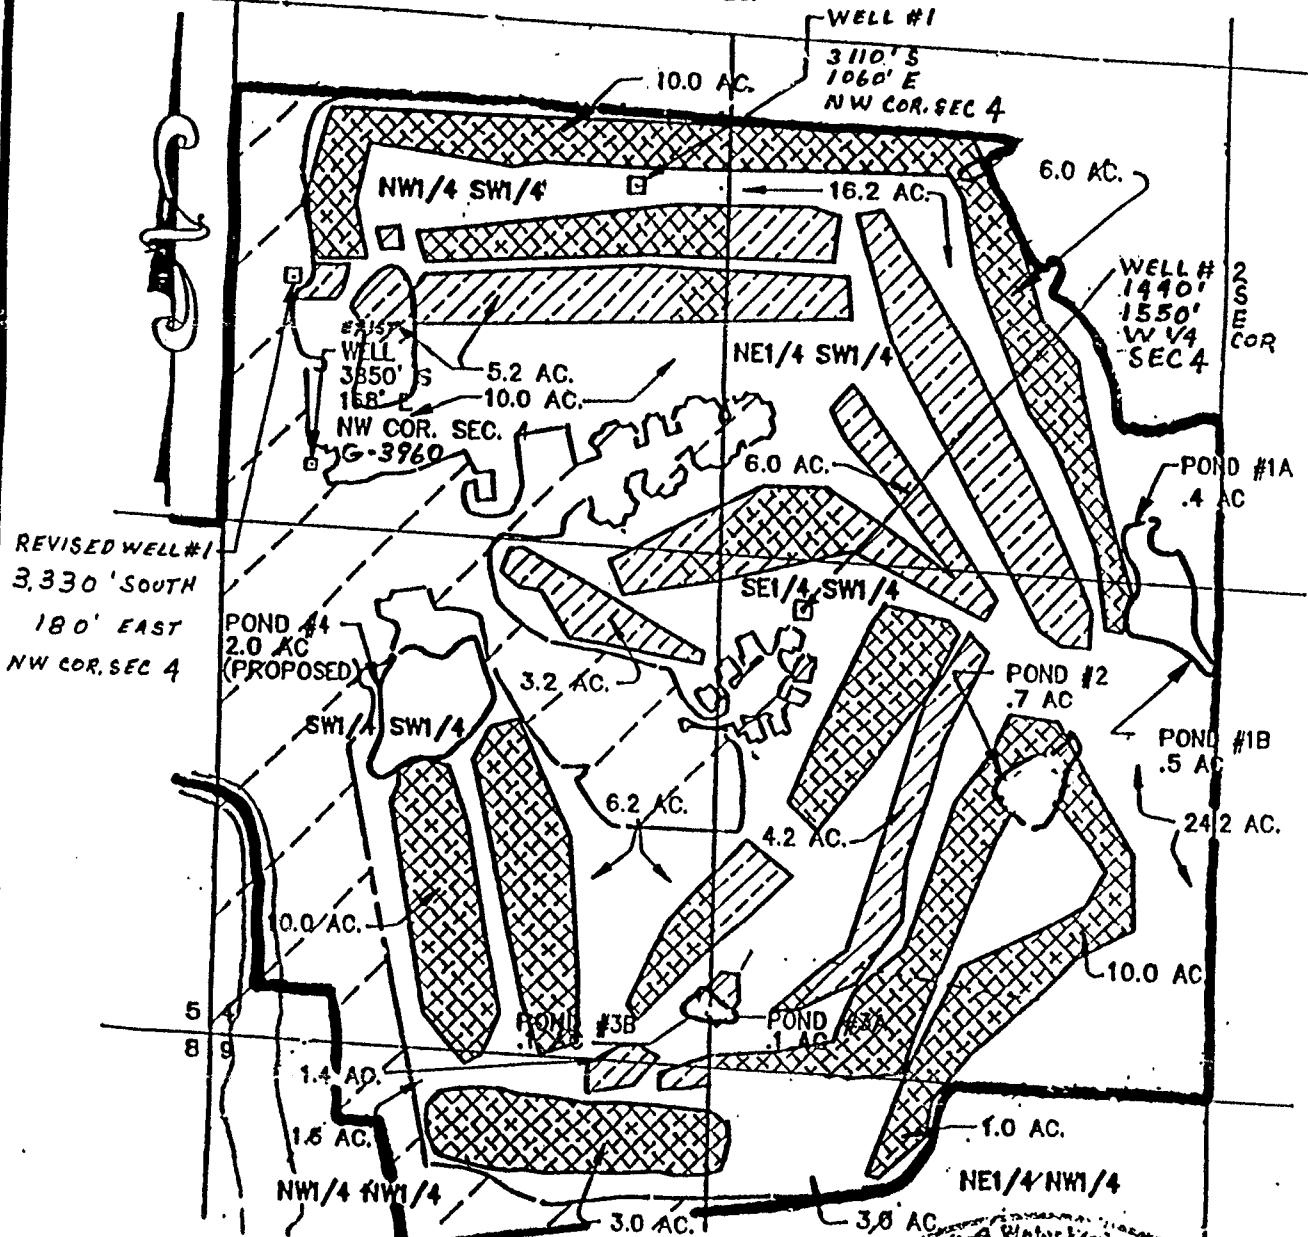 WELL #1
3110' S
1060' E
NW COR. SEC 4
10.0 AC.
6.0 AC.
NW1/4 SW1/4
16.2 AC.
WELL # 2
1440' S
1550' E
W 1/4 COR
SEC 4
EXIST
WELL
3850' S
168' E
NW COR. SEC.
G-3960
5.2 AC.
10.0 AC.
NE1/4 SW1/4
6.0 AC.
POND #1A
.4 AC
REVISED WELL #1
3,330 'SOUTH
180' EAST
NW COR. SEC 4
POND #4
2.0 AC
(PROPOSED)
SE1/4 SW1/4
3.2 AC.
POND #2
.7 AC
SW1/4 SW1/4
POND #1B
.5 AC
6.2 AC.
4.2 AC.
24.2 AC.
10.0 AC.
10.0 AC
5 4
8 9
POND #3B
.1 AC
POND #3A
.1 AC
1.4 AC.
1.6 AC.
1.0 AC.
NW1/4 NW1/4
NE1/4 NW1/4
3.0 AC.
3.0 AC